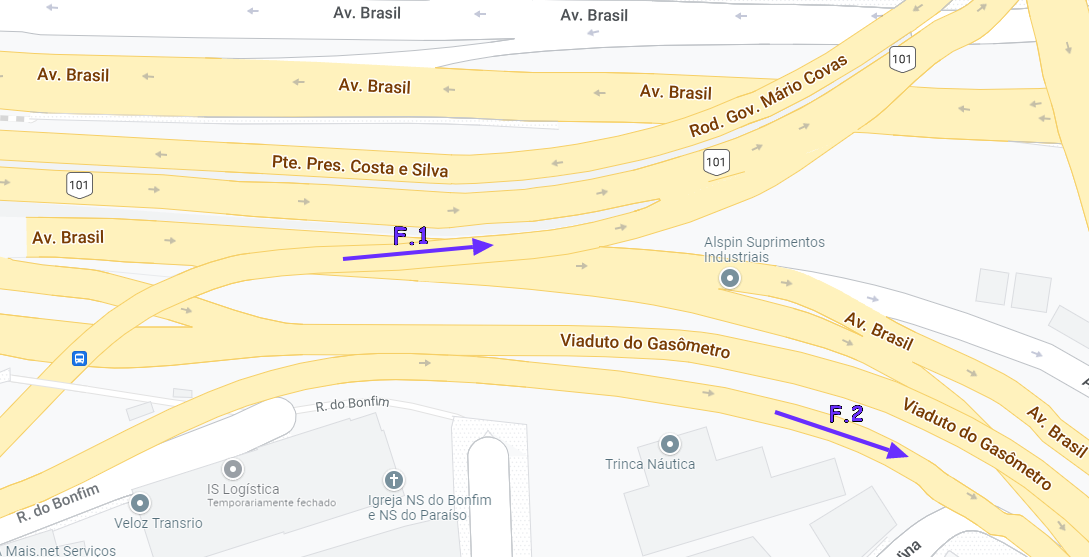 Av. Brasil
Av. Brasil
Av. Brasil
Av. Brasil
Av. Brasil
Rod. Gov. Mário Covas
101
Pte. Pres. Costa e Silva
101
101
Av. Brasil
F.1
Alspin Suprimentos
Industriais
Av. Brasil
Viaduto do Gasômetro
R. do Bonfim
F.2
Viaduto do Gasômetro
Av. Brasil
Trinca Náutica
IS Logística
Temporariamente fechado
Igreja NS do Bonfim
e NS do Paraíso
R. do Bonfim
Veloz Transrio
Mais.net Serviços